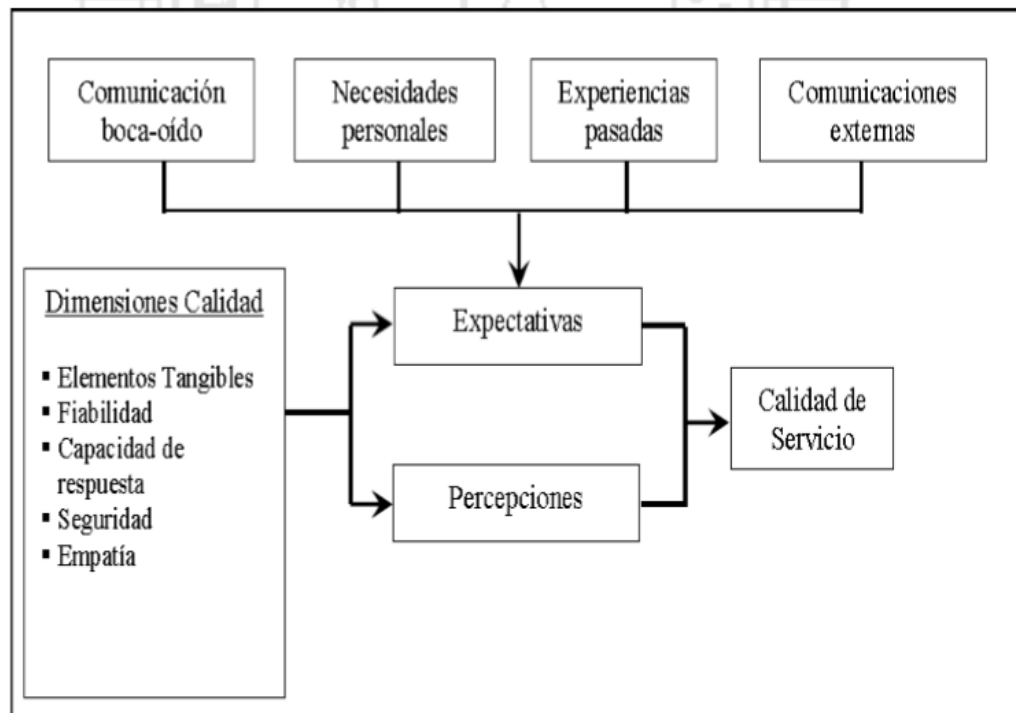 Comunicación
boca-oído
Necesidades
personales
Experiencias
pasadas
Comunicaciones
externas
Dimensiones Calidad
▪ Elementos Tangibles
▪ Fiabilidad
▪ Capacidad de
respuesta
▪ Seguridad
▪ Empatía
Expectativas
Percepciones
Calidad de
Servicio